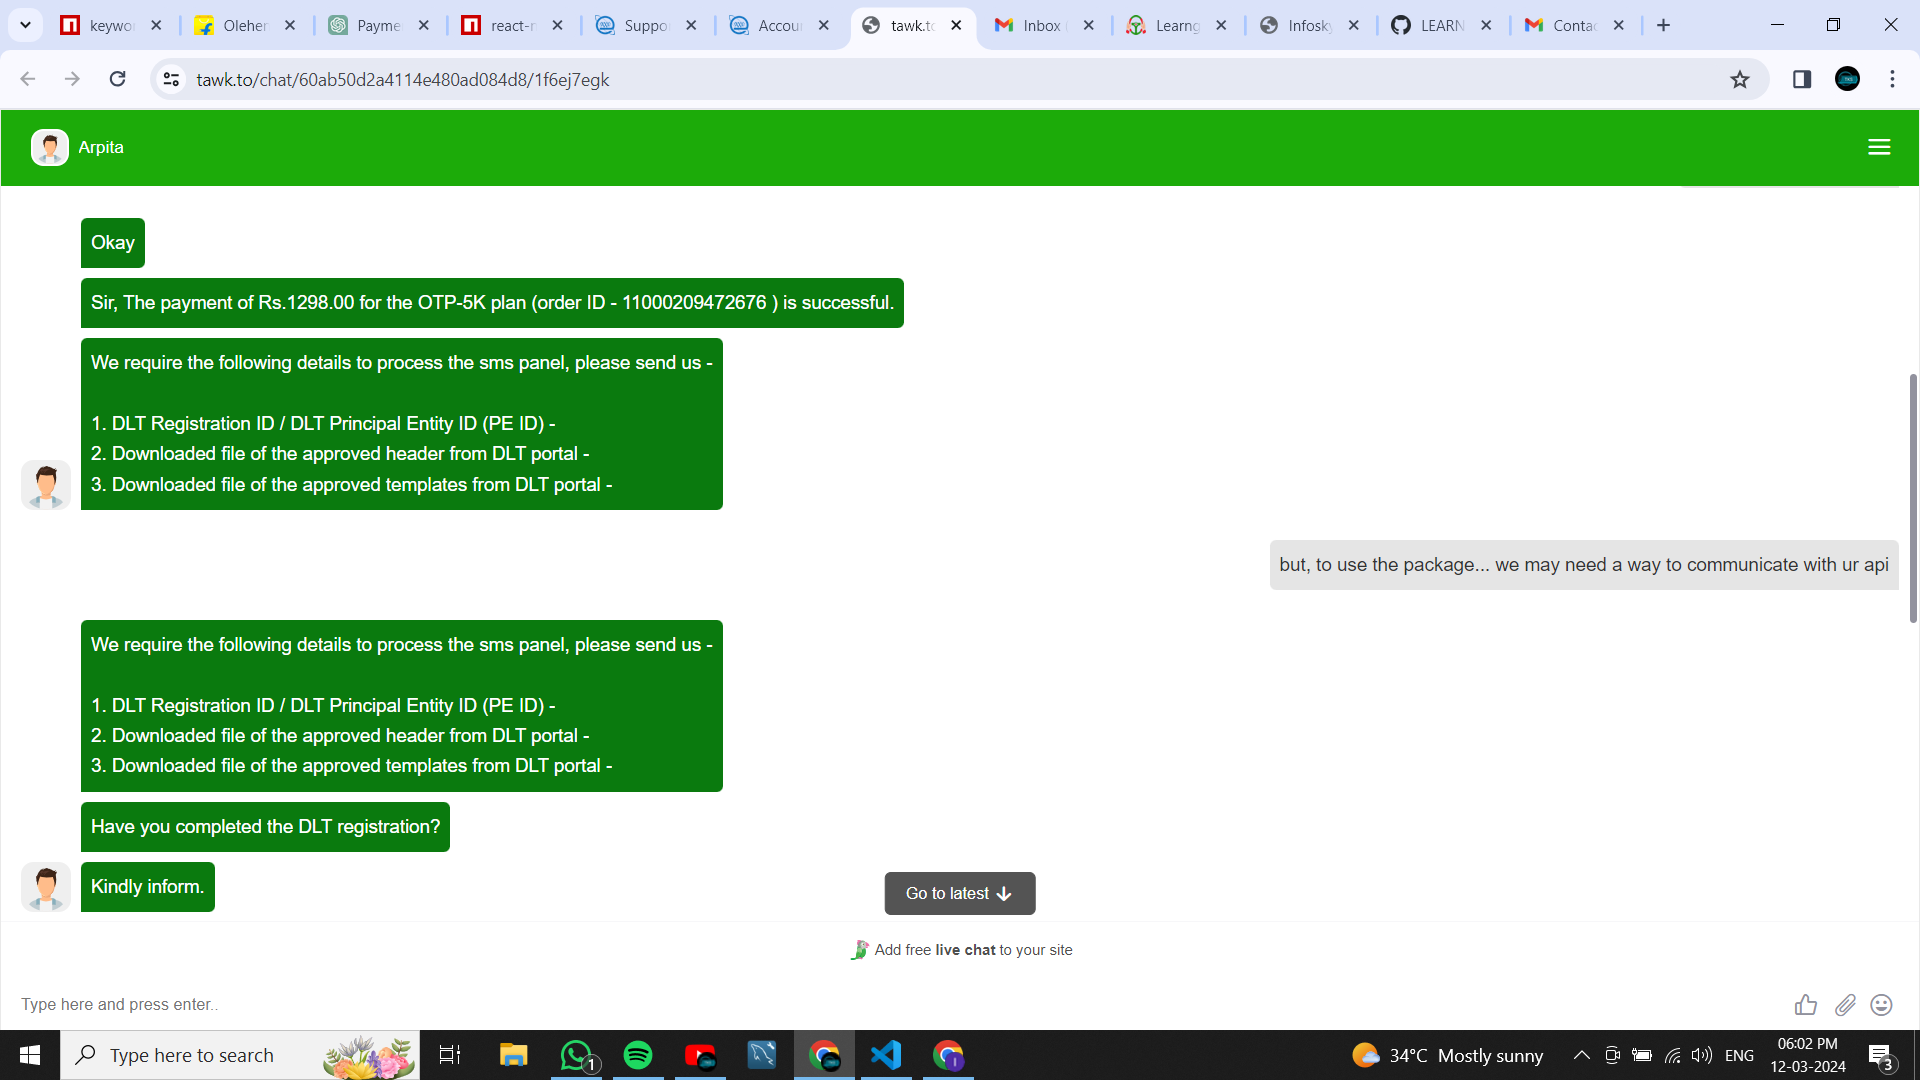 keywo
Oleher
Payme
react-n
Suppo
Accour
tawk.to
Inbox
Learng
Infosky
LEARN
Contac
tawk.to/chat/60ab50d2a4114e480ad084d8/1f6ej7egk
Arpita
Okay
Sir, The payment of Rs.1298.00 for the OTP-5K plan (order ID - 11000209472676 ) is successful.
We require the following details to process the sms panel, please send us -
1. DLT Registration ID / DLT Principal Entity ID (PE ID) -
2. Downloaded file of the approved header from DLT portal -
3. Downloaded file of the approved templates from DLT portal -
but, to use the package... we may need a way to communicate with ur api
We require the following details to process the sms panel, please send us -
1. DLT Registration ID / DLT Principal Entity ID (PE ID) -
2. Downloaded file of the approved header from DLT portal -
3. Downloaded file of the approved templates from DLT portal -
Have you completed the DLT registration?
Kindly inform.
Go to latest
Add free live chat to your site
Type here and press enter..
Type here to search
1
34°C Mostly sunny
ENG
06:02 PM
12-03-2024
3